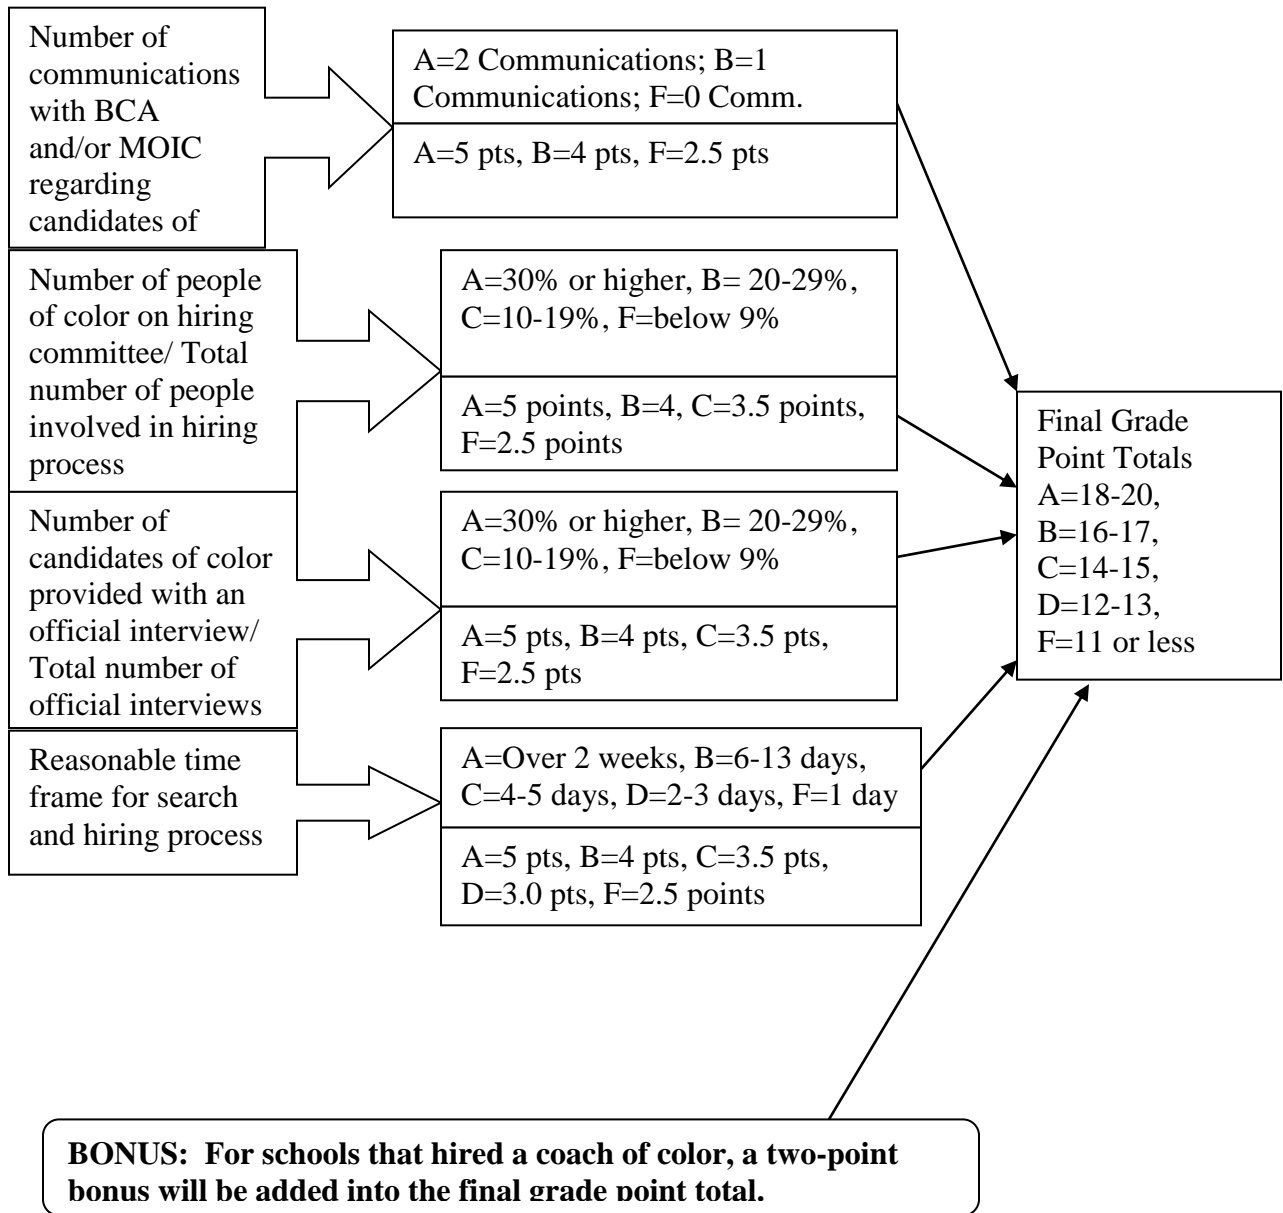 Number of
communications
with BCA
and/or MOIC
regarding
candidates of
A=2 Communications; B=1
Communications; F=0 Comm.
A=5 pts, B=4 pts, F=2.5 pts
Number of people
of color on hiring
committee/ Total
number of people
involved in hiring
process
A=30% or higher, B= 20-29%,
C=10-19%, F=below 9%
A=5 points, B=4, C=3.5 points,
F=2.5 points
Number of
candidates of color
provided with an
official interview/
Total number of
official interviews
A=30% or higher, B= 20-29%,
C=10-19%, F=below 9%
A=5 pts, B=4 pts, C=3.5 pts,
F=2.5 pts
Reasonable time
frame for search
and hiring process
A=Over 2 weeks, B=6-13 days,
C=4-5 days, D=2-3 days, F=1 day
A=5 pts, B=4 pts, C=3.5 pts,
D=3.0 pts, F=2.5 points
Final Grade
Point Totals
A=18-20,
B=16-17,
C=14-15,
D=12-13,
F=11 or less
BONUS:  For schools that hired a coach of color, a two-point
bonus will be added into the final grade point total.